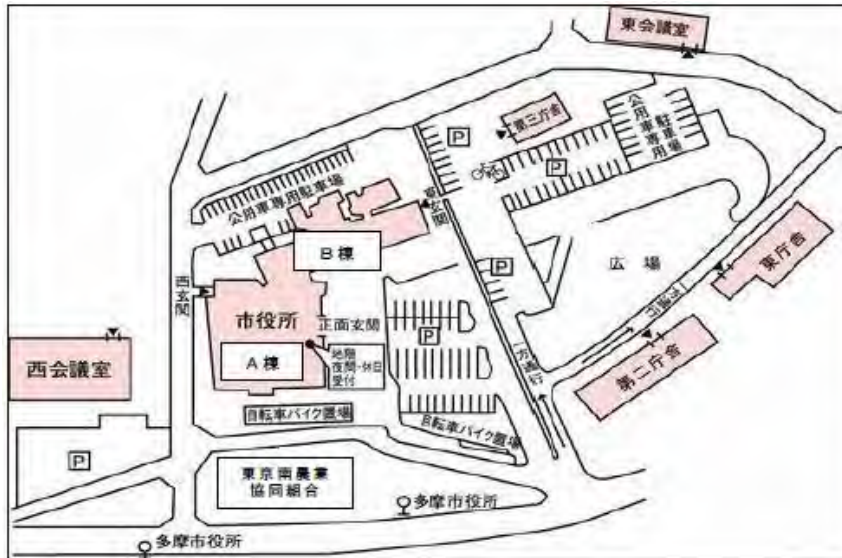 東会議室
第三庁舎
公用車専用
駐車場
P
P
公用車専用駐車場
東玄関
B棟
西玄関
市役所
正面玄関
P
P
広場
東庁舎
一方通行
西会議室
A棟
地階
夜間・休日
受付
一方通行
第二庁舎
自転車バイク置場
自転車バイク置場
P
東京南農業
協同組合
多摩市役所
多摩市役所